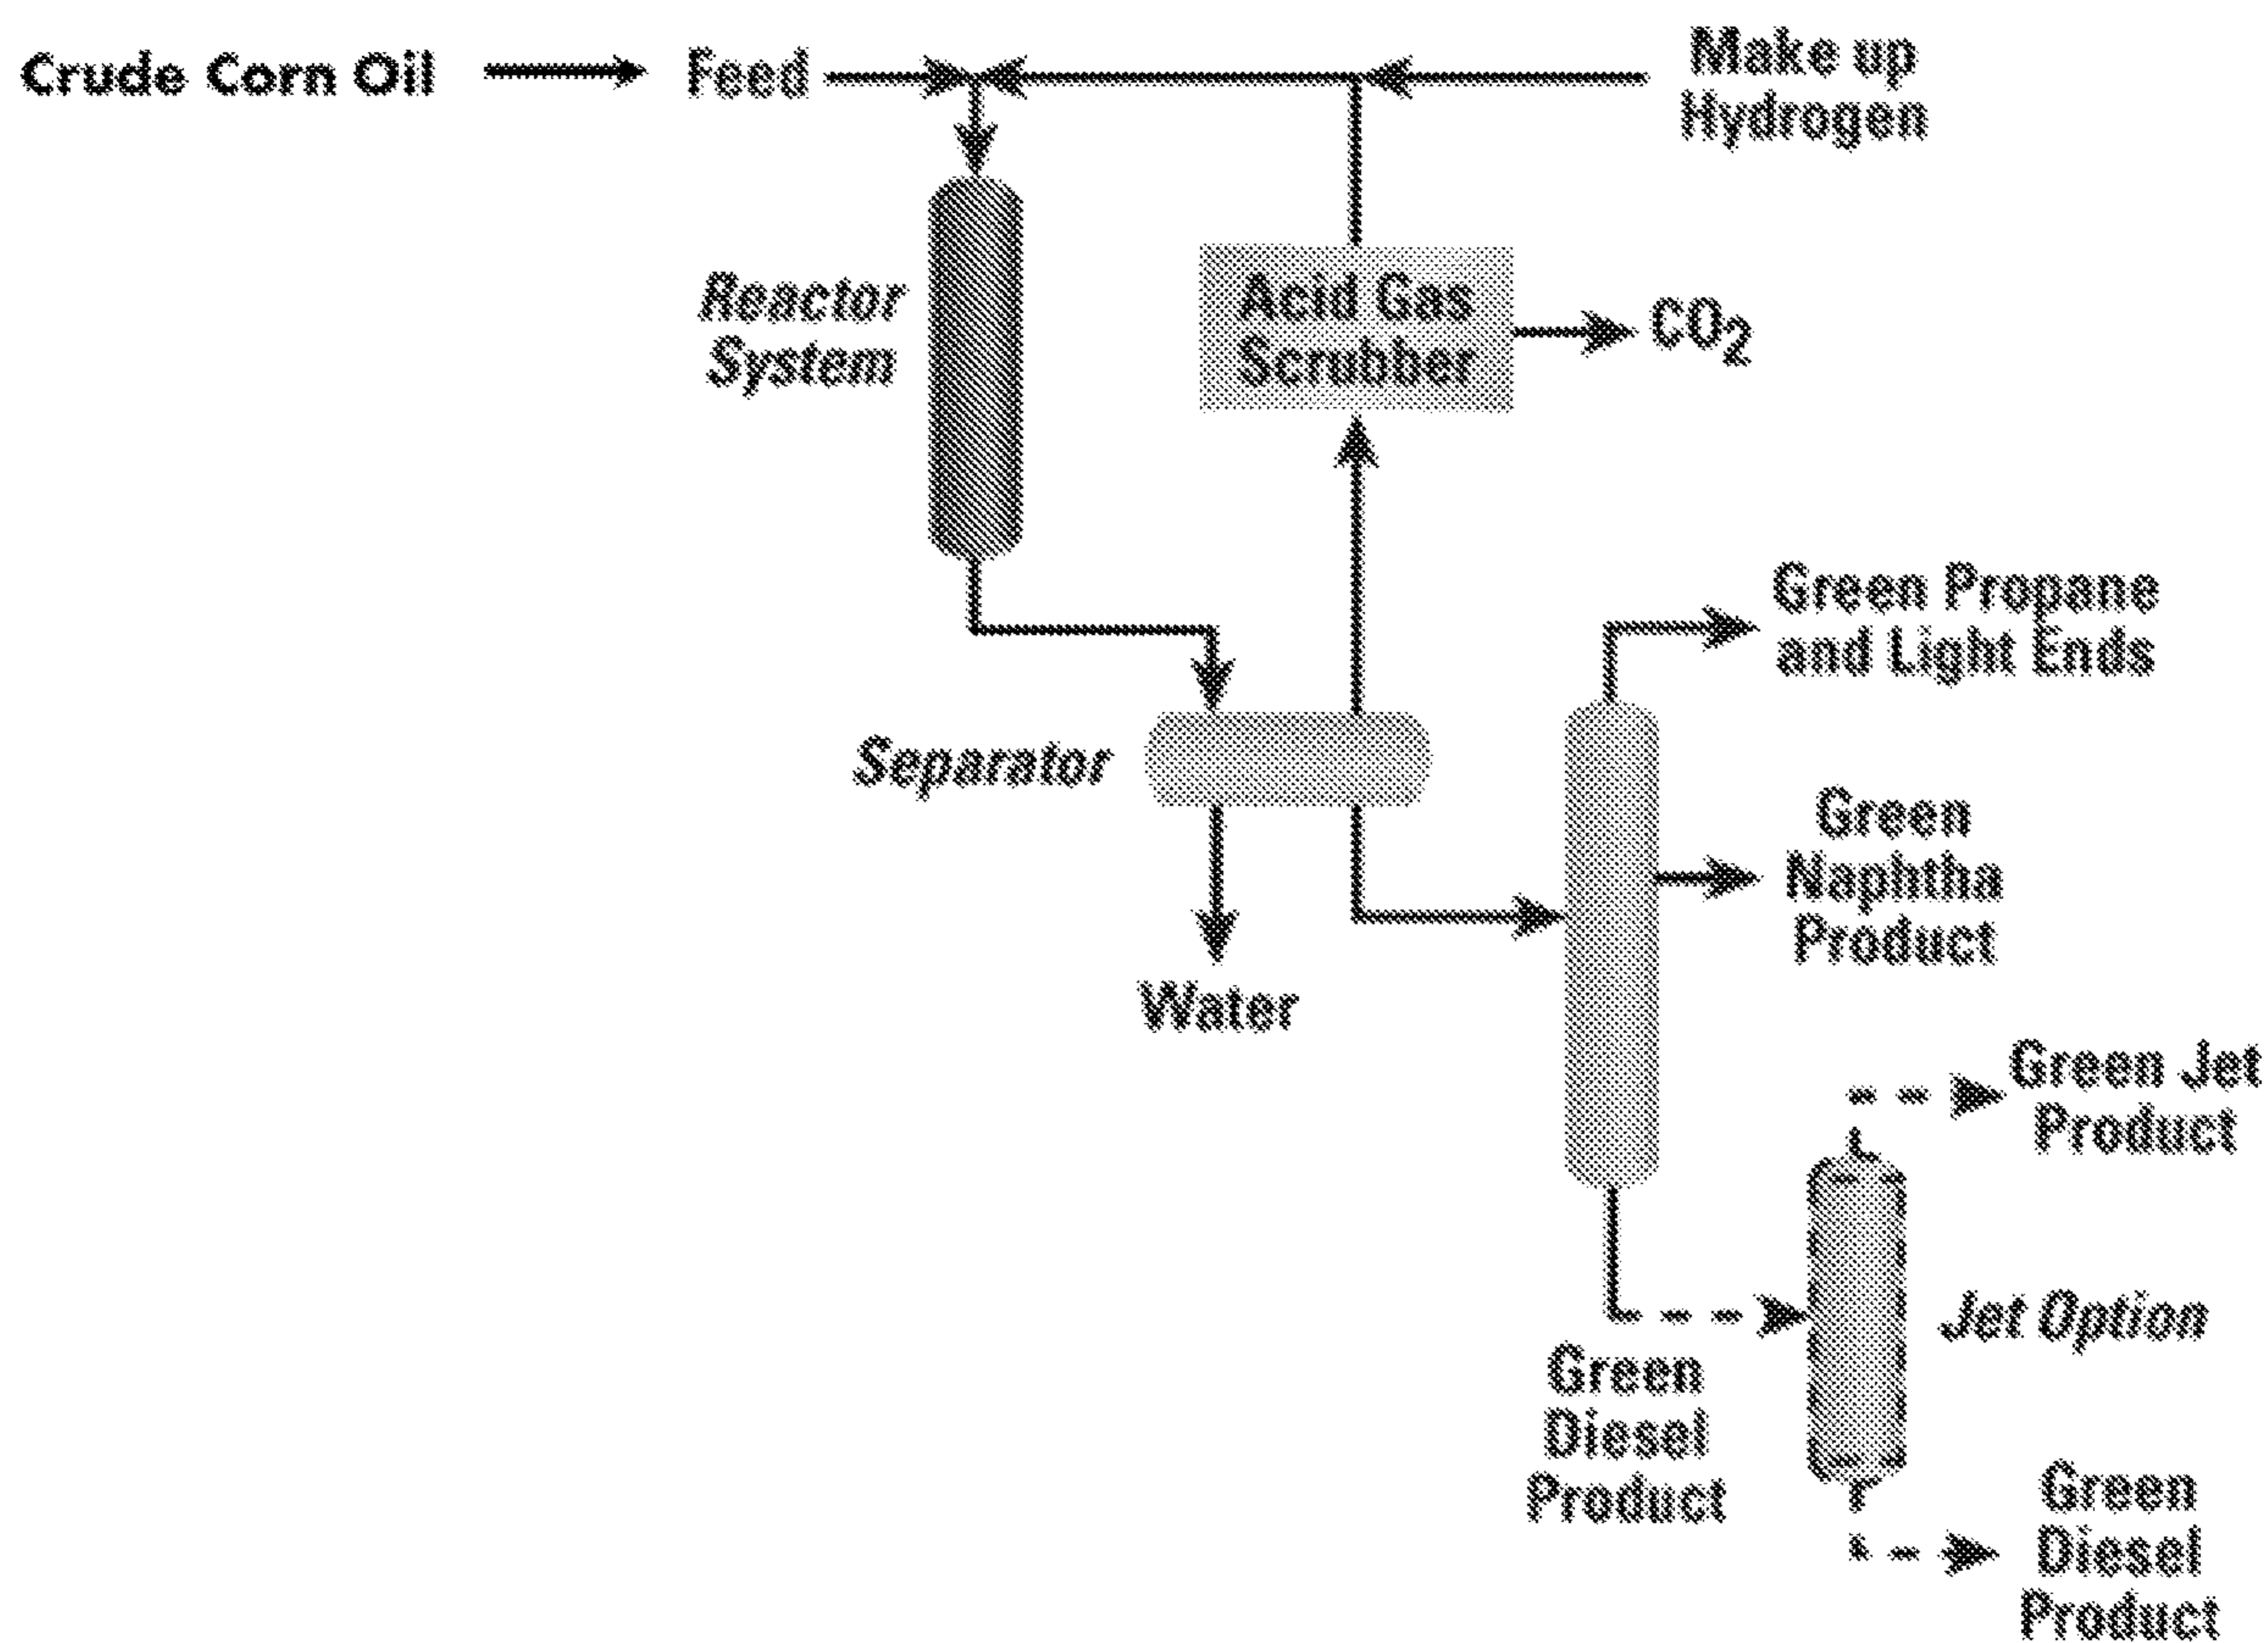 Crude Corn Oil
Feed
Make up
Hydrogen
Reactor
System
Acid Gas
Scrubber
CO2
Green Propane
and Light Ends
Separator
Green
Naphtha
Product
Water
Green Jet
Product
Jet Option
Green
Diesel
Product
Green
Diesel
Product